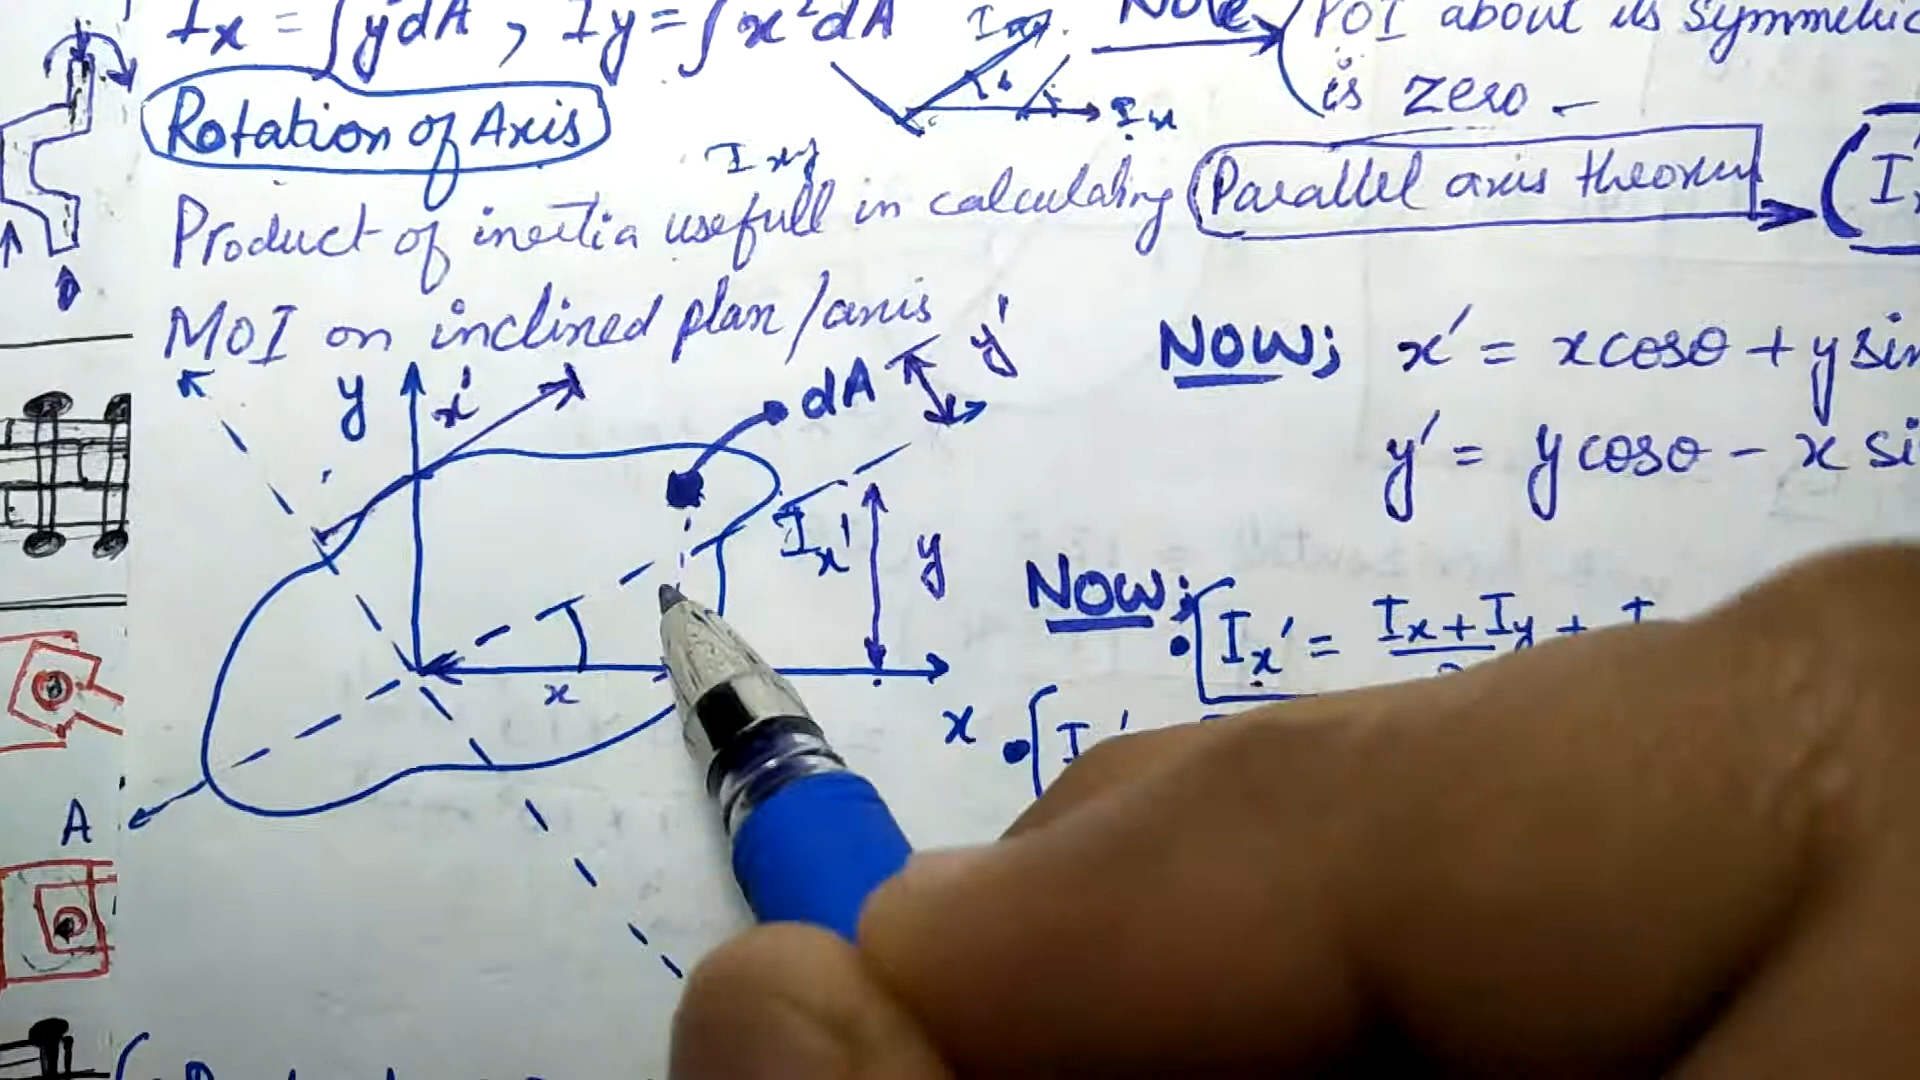 Ix = ∫y²dA , Iy = ∫x²dA
Note
POI about its symmetric
is zero -
Rotation of Axis
Ix
Ixy
Product of inertia usefull in calculating
Parallel axis theorem
MOI on inclined plan/axis
y
x'
dA
y'
Now; x' = xcosθ + y sin
y' = ycosθ - x si
Ix'
y
x
x
A
Now;
Ix' = Ix+Iy +